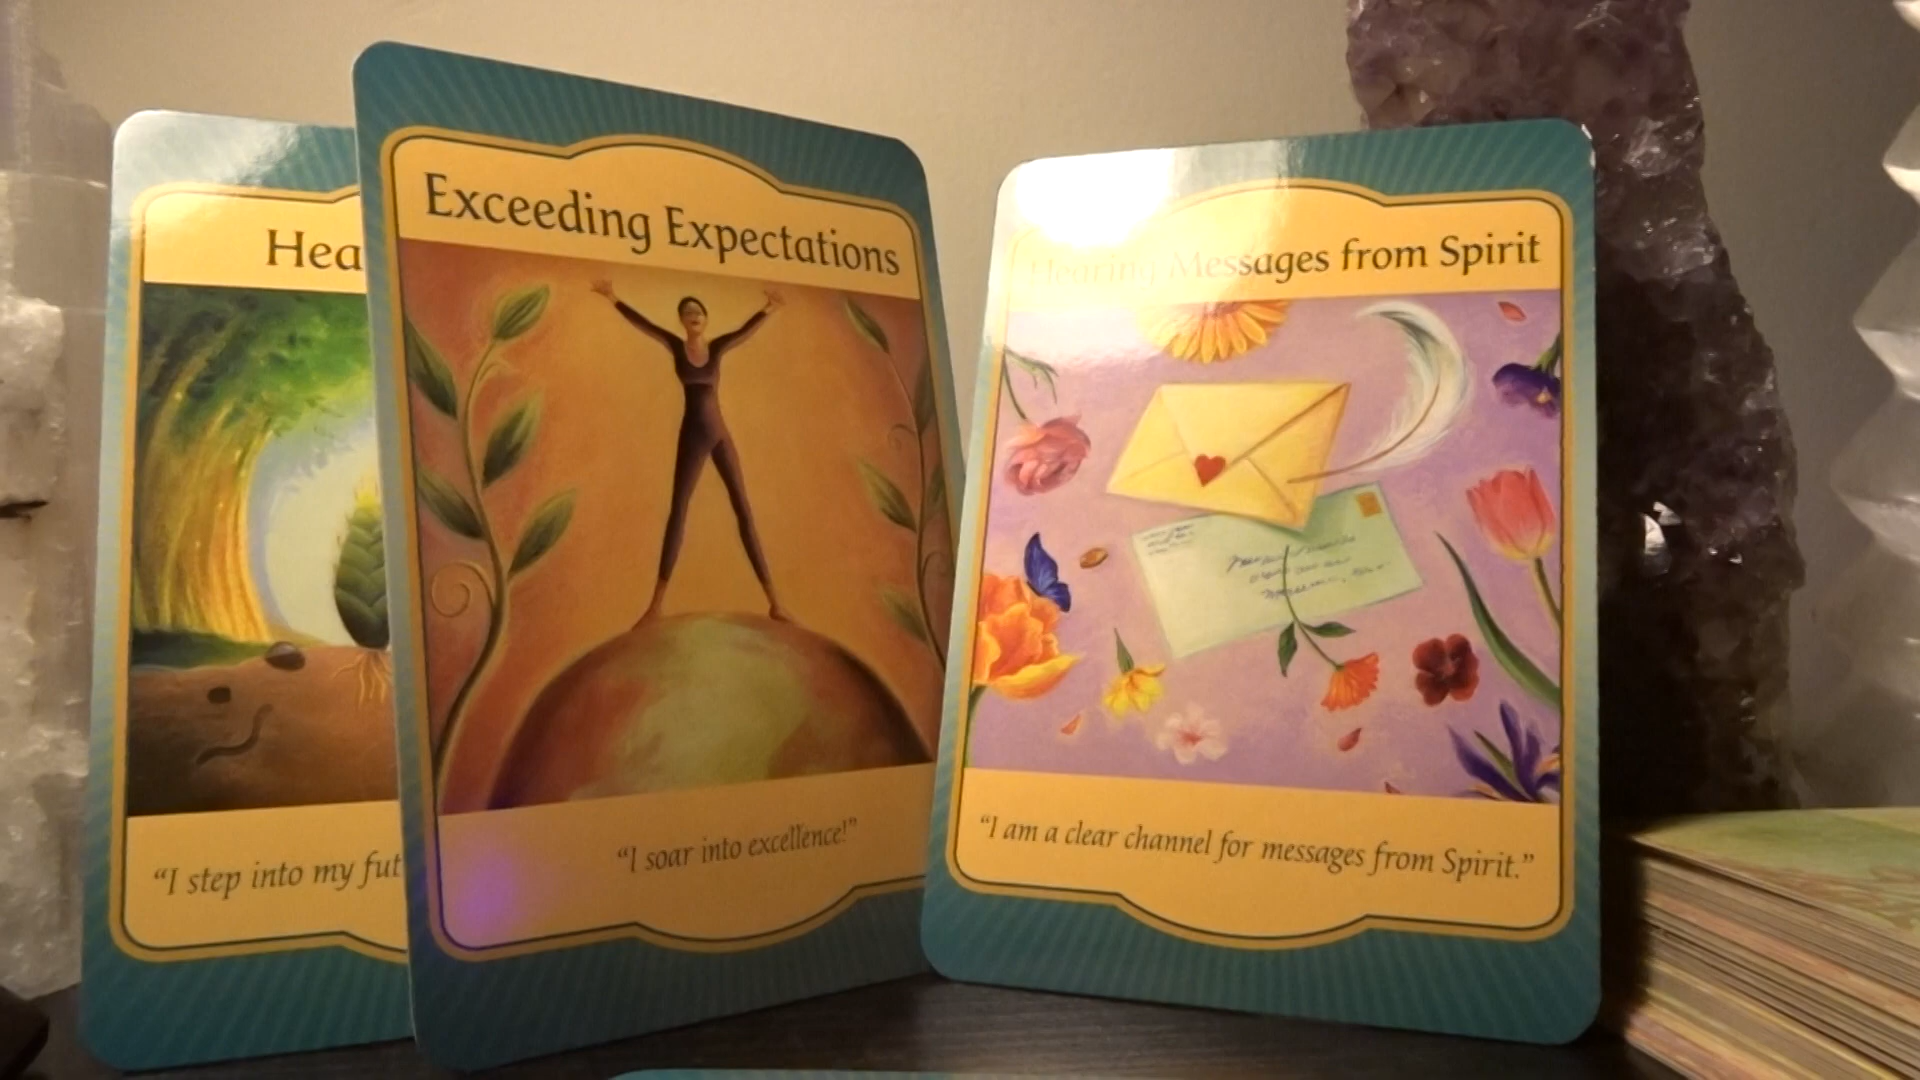 Hea
"I step into my fut
Exceeding Expectations
"I soar into excellence!"
Hearing Messages from Spirit
"I am a clear channel for messages from Spirit."